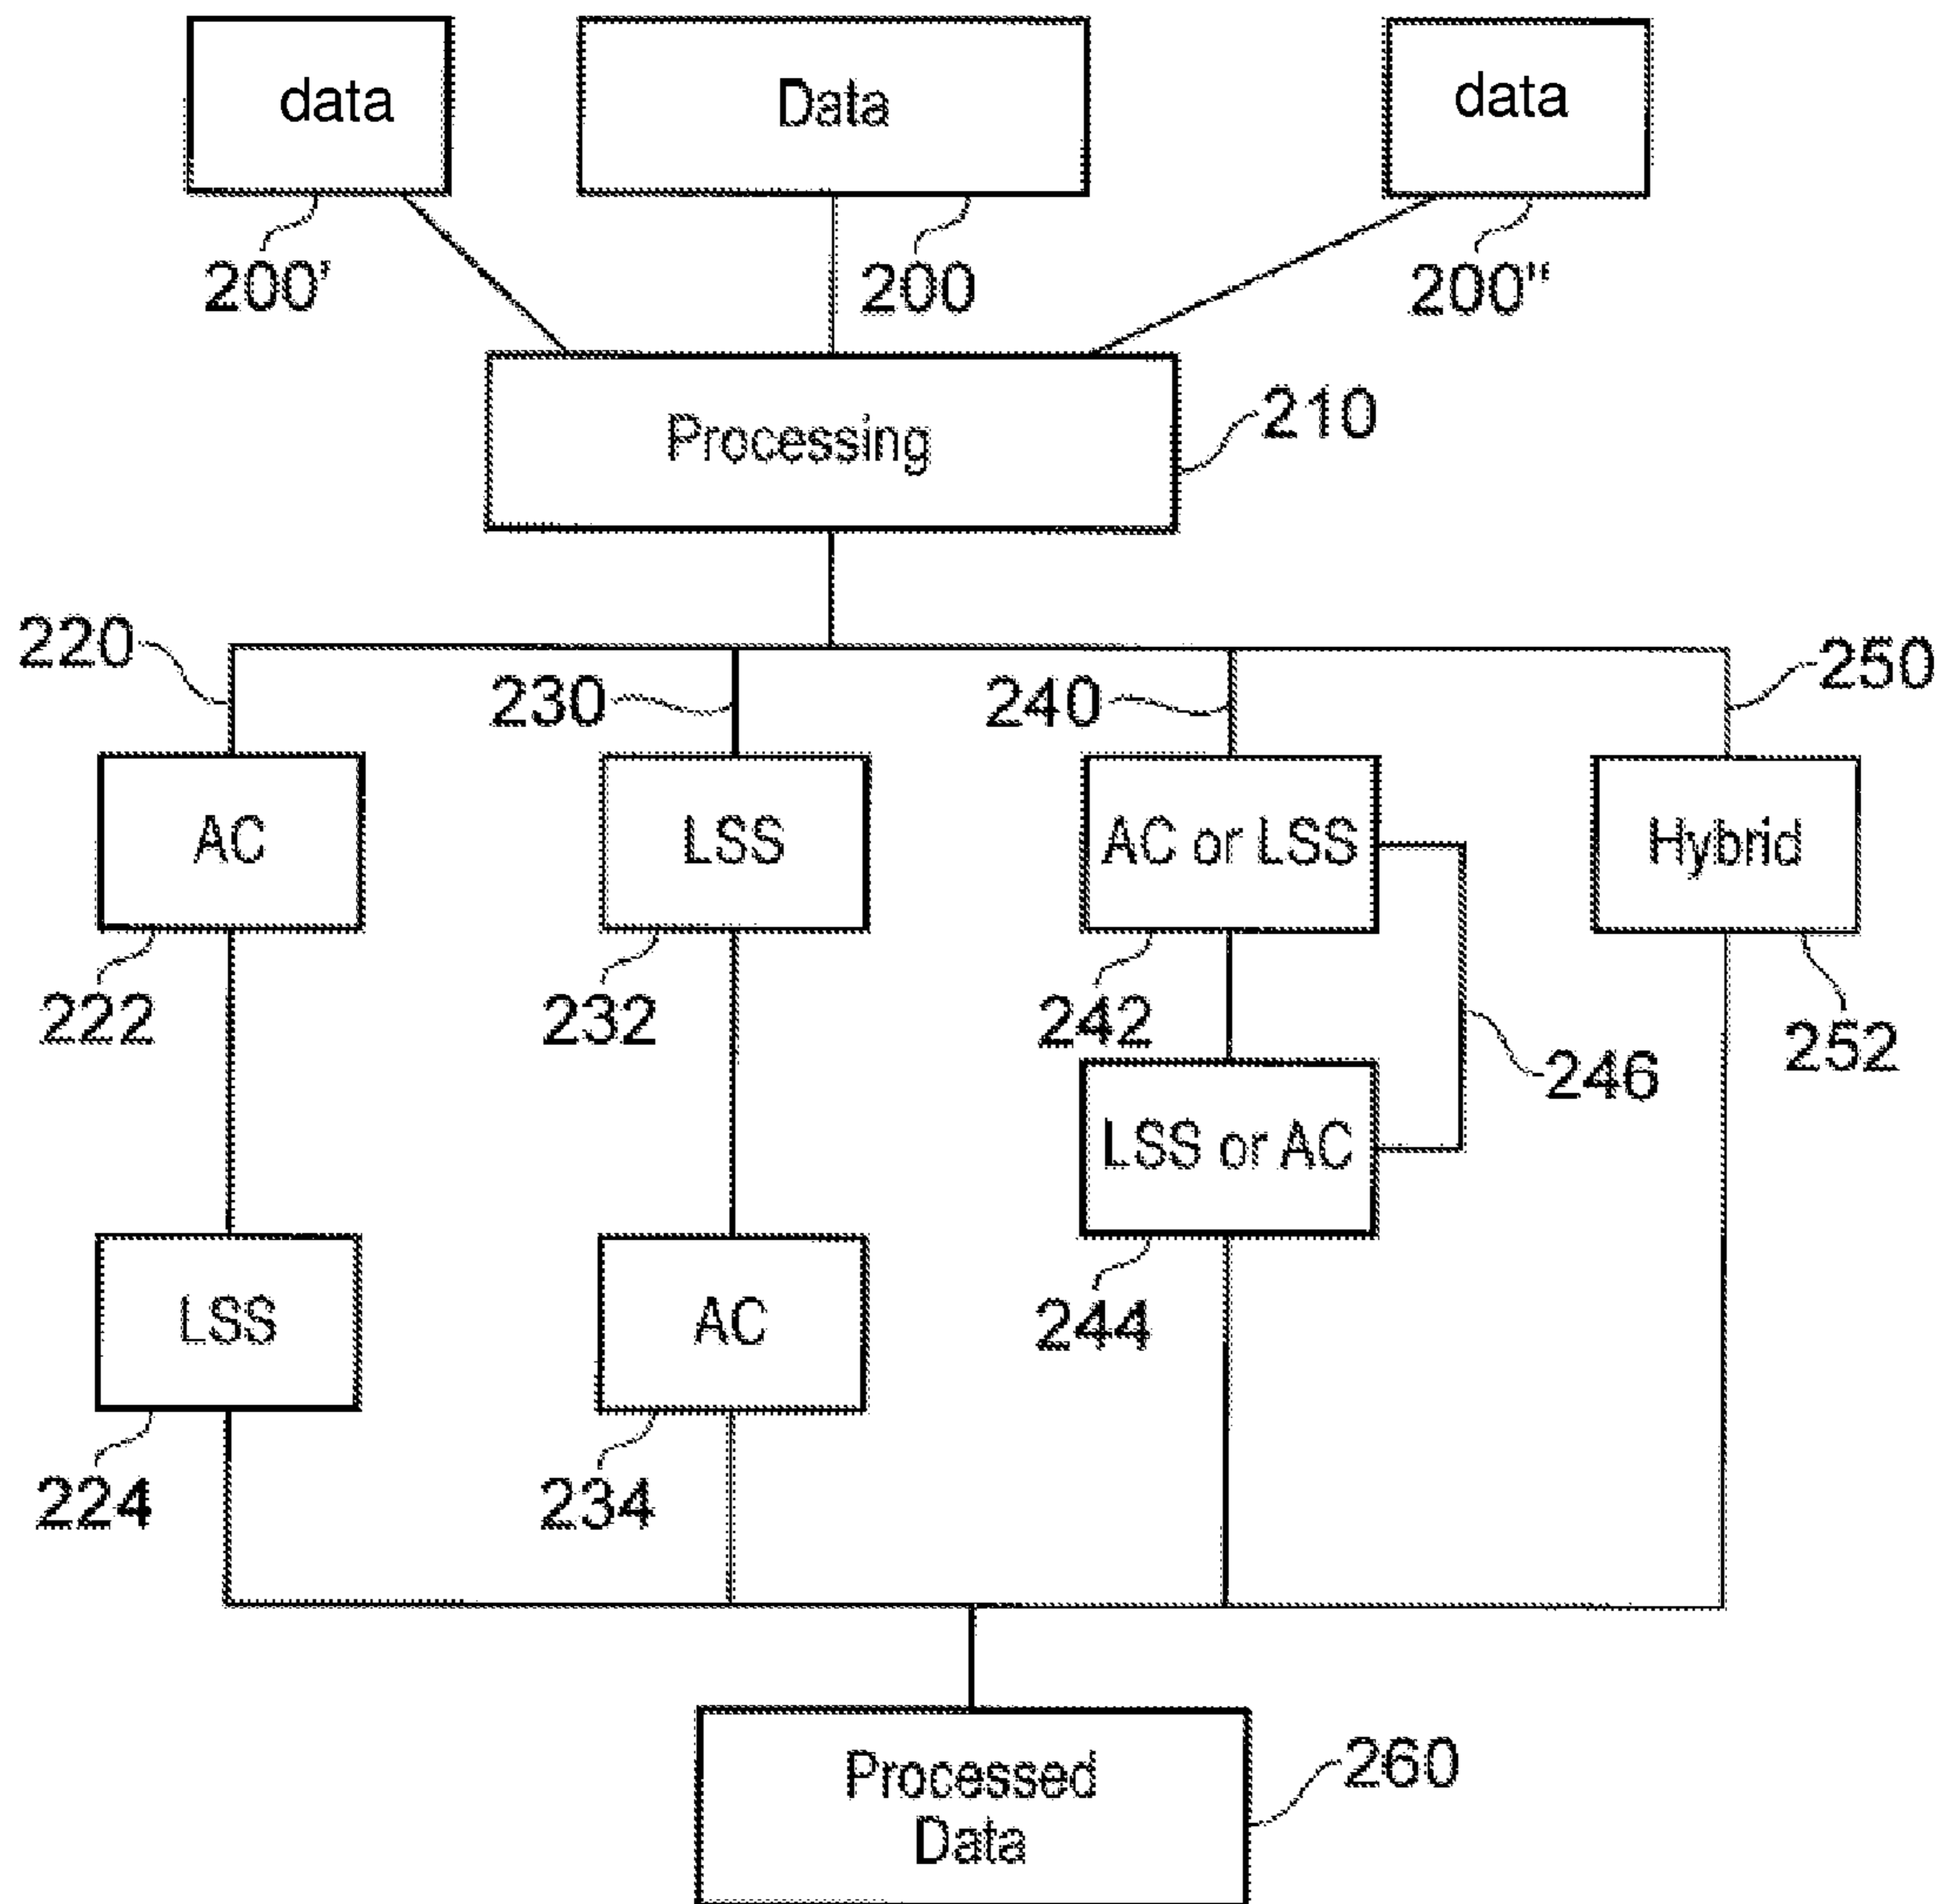 data
Data
data
200'
200
200"
Processing
210
220
230
240
250
AC
LSS
AC or LSS
Hybrid
222
232
242
252
246
LSS or AC
LSS
AC
244
224
234
Processed
Data
260